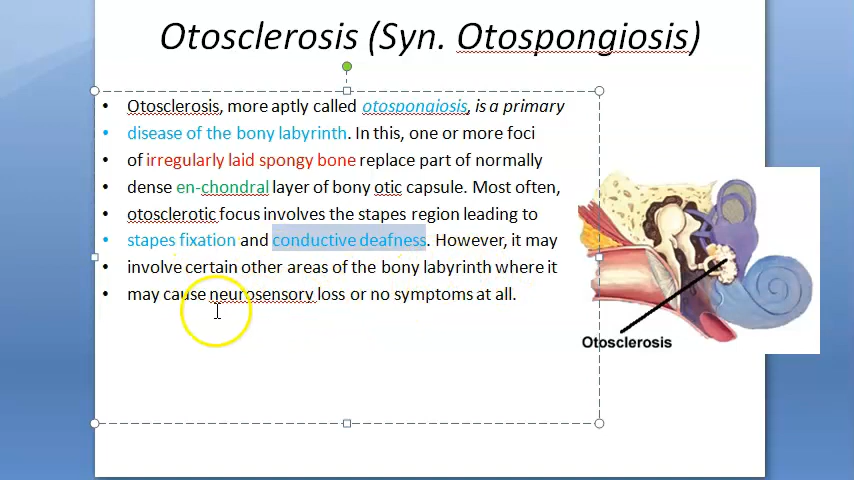 Otosclerosis (Syn. Otospongiosis)
• Otosclerosis, more aptly called otospongiosis, is a primary
• disease of the bony labyrinth. In this, one or more foci
• of irregularly laid spongy bone replace part of normally
• dense en-chondral layer of bony otic capsule. Most often,
• otosclerotic focus involves the stapes region leading to
• stapes fixation and conductive deafness. However, it may
• involve certain other areas of the bony labyrinth where it
• may cause neurosensory loss or no symptoms at all.
Otosclerosis